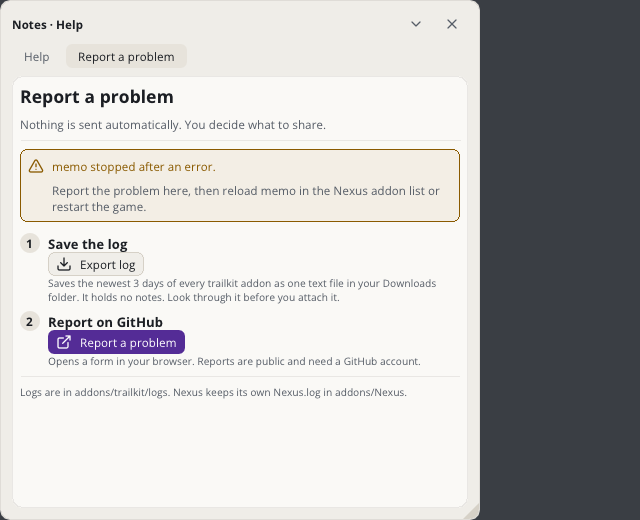 Notes · Help
Help
Report a problem
Report a problem
Nothing is sent automatically. You decide what to share.
memo stopped after an error.
Report the problem here, then reload memo in the Nexus addon list or
restart the game.
1 Save the log
Export log
Saves the newest 3 days of every trailkit addon as one text file in your Downloads
folder. It holds no notes. Look through it before you attach it.
2 Report on GitHub
Report a problem
Opens a form in your browser. Reports are public and need a GitHub account.
Logs are in addons/trailkit/logs. Nexus keeps its own Nexus.log in addons/Nexus.